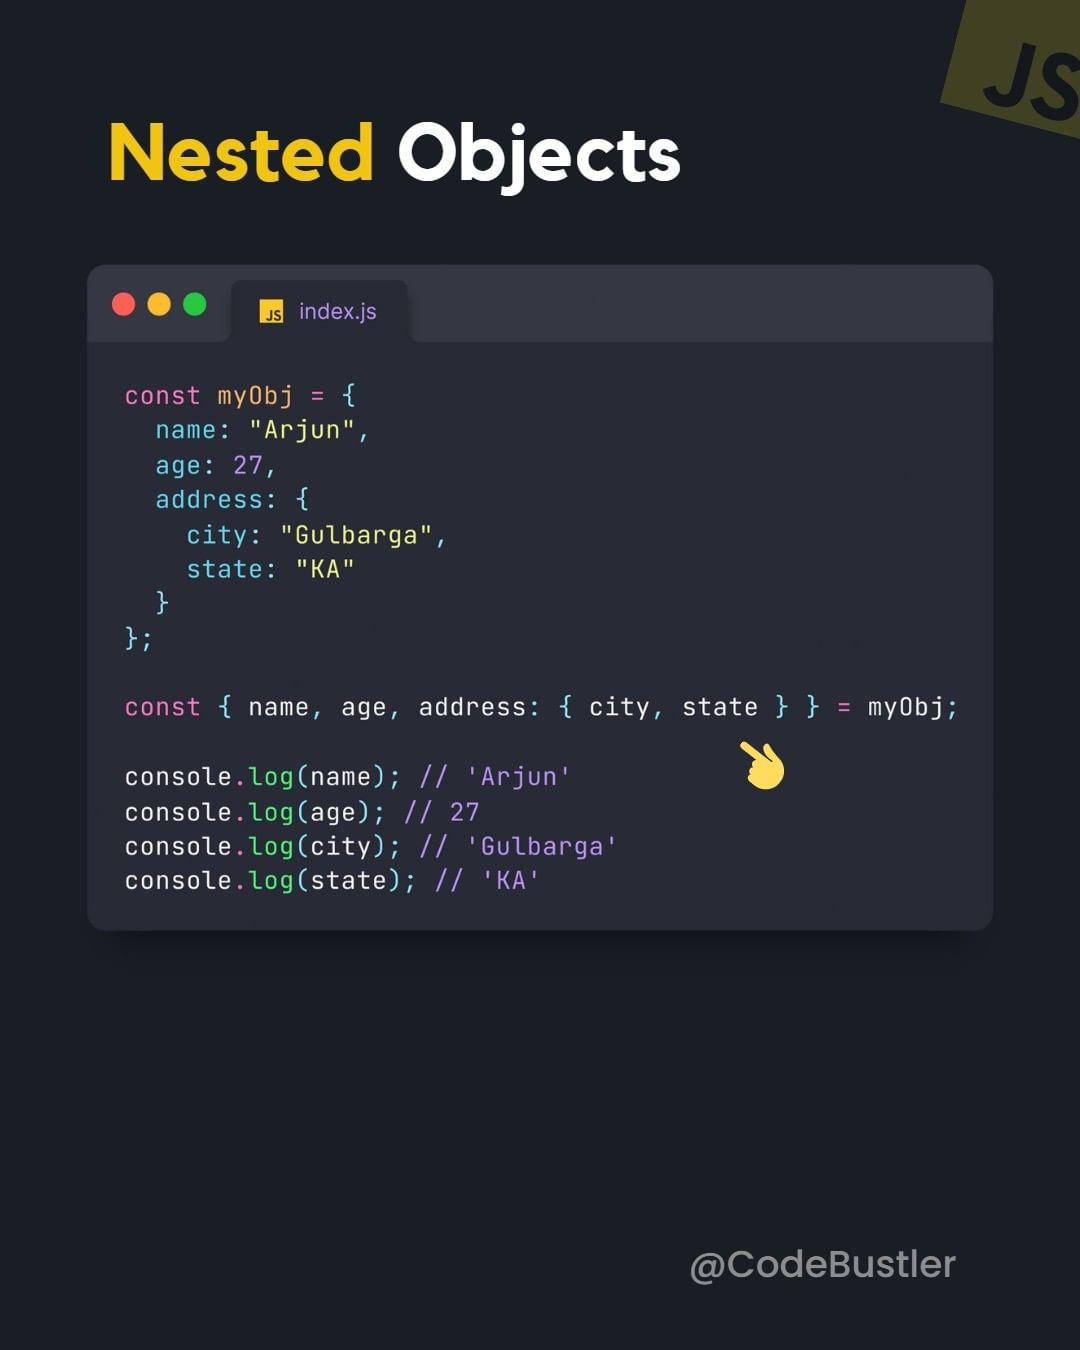 JS
Nested Objects
JS index.js
const myObj = {
  name: "Arjun",
  age: 27,
  address: {
    city: "Gulbarga",
    state: "KA"
  }
};
const { name, age, address: { city, state } } = myObj;
console.log(name); // 'Arjun'
console.log(age); // 27
console.log(city); // 'Gulbarga'
console.log(state); // 'KA'
@CodeBustler